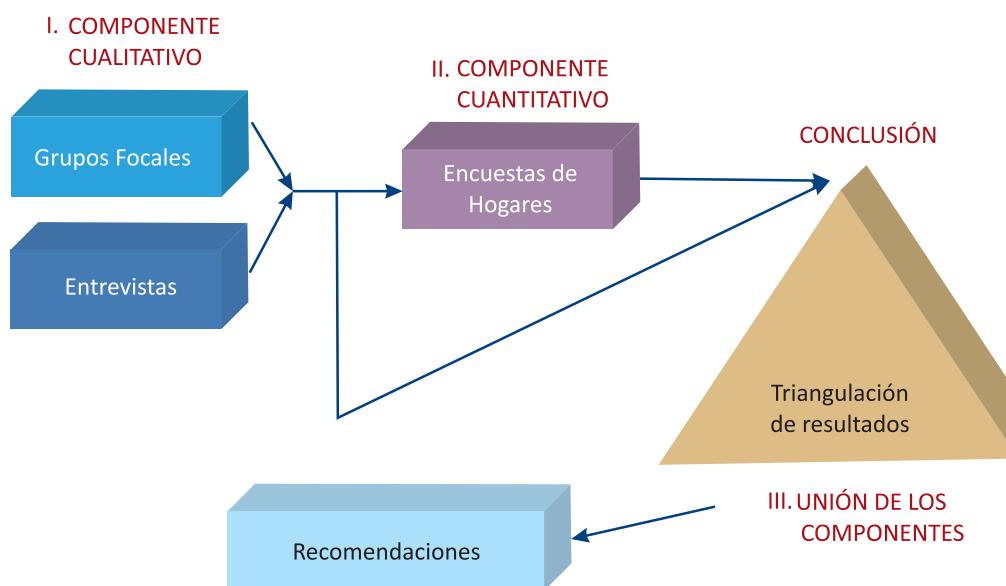 I. COMPONENTE
CUALITATIVO
Grupos Focales
Entrevistas
II. COMPONENTE
CUANTITATIVO
Encuestas de
Hogares
CONCLUSIÓN
Triangulación
de resultados
III. UNIÓN DE LOS
COMPONENTES
Recomendaciones